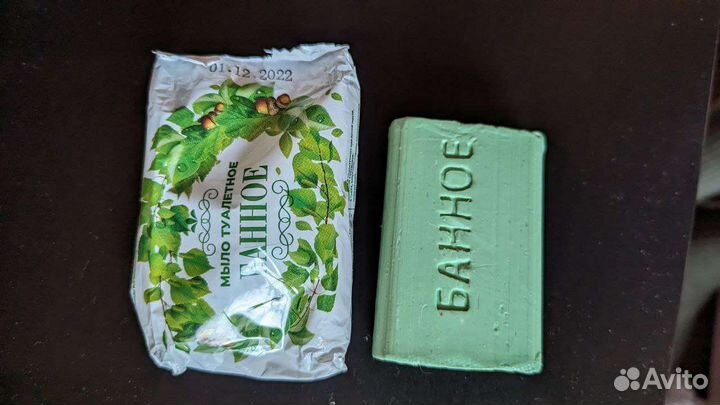 01.12.2022
МЫЛО ТУАЛЕТНОЕ
БАННОЕ
БАННОЕ
Avito